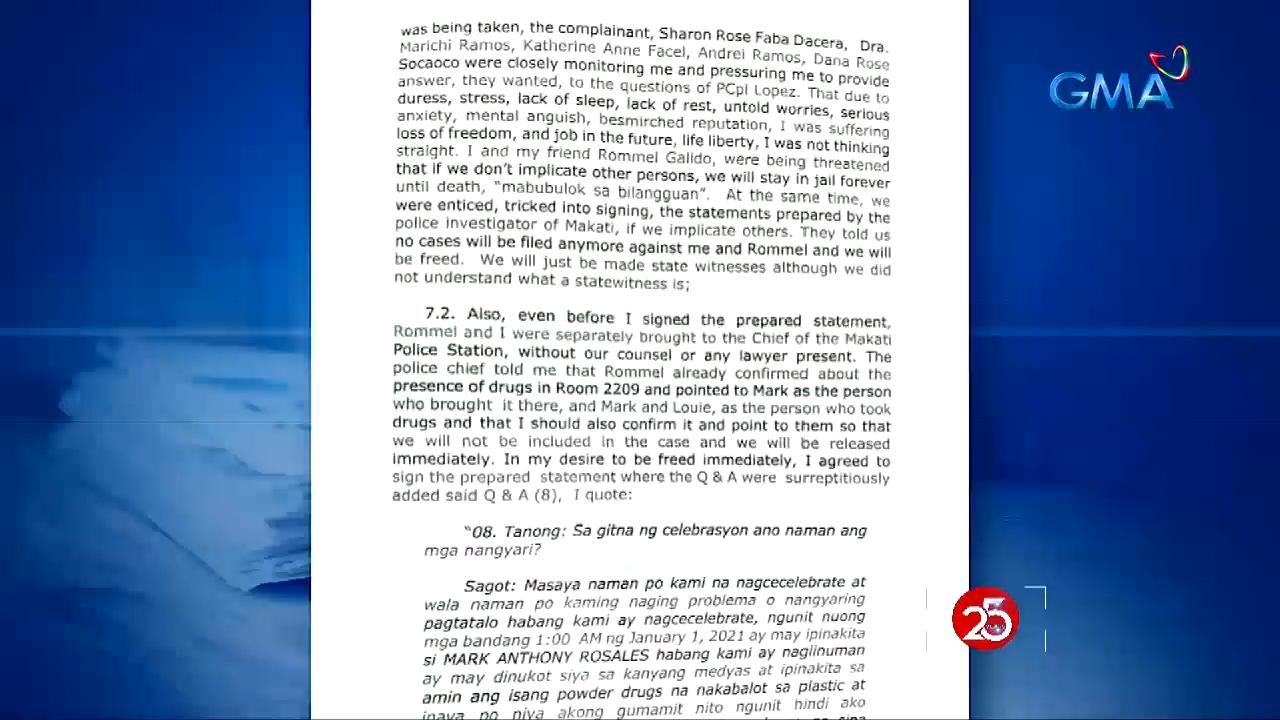 was being taken, the complainant, Sharon Rose Faba Dacera, Dra.
Marichi Ramos, Katherine Anne Facel, Andrei Ramos, Dana Rose
Socaoco were closely monitoring me and pressuring me to provide
answer, they wanted, to the questions of PCpl Lopez. That due to
duress, stress, lack of sleep, lack of rest, untold worries, serious
anxiety, mental anguish, besmirched reputation, I was suffering
loss of freedom, and job in the future, life liberty, I was not thinking
straight. I and my friend Rommel Galido, were being threatened
that if we don't implicate other persons, we will stay in jail forever
until death, "mabubulok sa bilangguan". At the same time, we
were enticed, tricked into signing, the statements prepared by the
police investigator of Makati, if we implicate others. They told us
no cases will be filed anymore against me and Rommel and we will
be freed. We will just be made state witnesses although we did
not understand what a statewitness is;
7.2. Also, even before I signed the prepared statement,
Rommel and I were separately brought to the Chief of the Makati
Police Station, without our counsel or any lawyer present. The
police chief told me that Rommel already confirmed about the
presence of drugs in Room 2209 and pointed to Mark as the person
who brought it there, and Mark and Louie, as the person who took
drugs and that I should also confirm it and point to them so that
we will not be included in the case and we will be released
immediately. In my desire to be freed immediately, I agreed to
sign the prepared statement where the Q & A were surreptitiously
added said Q & A (8), I quote:
"08. Tanong: Sa gitna ng celebrasyon ano naman ang
mga nangyari?
Sagot: Masaya naman po kami na nagcecelebrate at
wala naman po kaming naging problema o nangyaring
pagtatalo habang kami ay nagcecelebrate, ngunit nuong
mga bandang 1:00 AM ng January 1, 2021 ay may ipinakita
si MARK ANTHONY ROSALES habang kami ay nagiinuman
ay may dinukot siya sa kanyang medyas at ipinakita sa
amin ang isang powder drugs na nakabalot sa plastic at
inaya po niya akong gumamit nito ngunit hindi ako
GMA
25